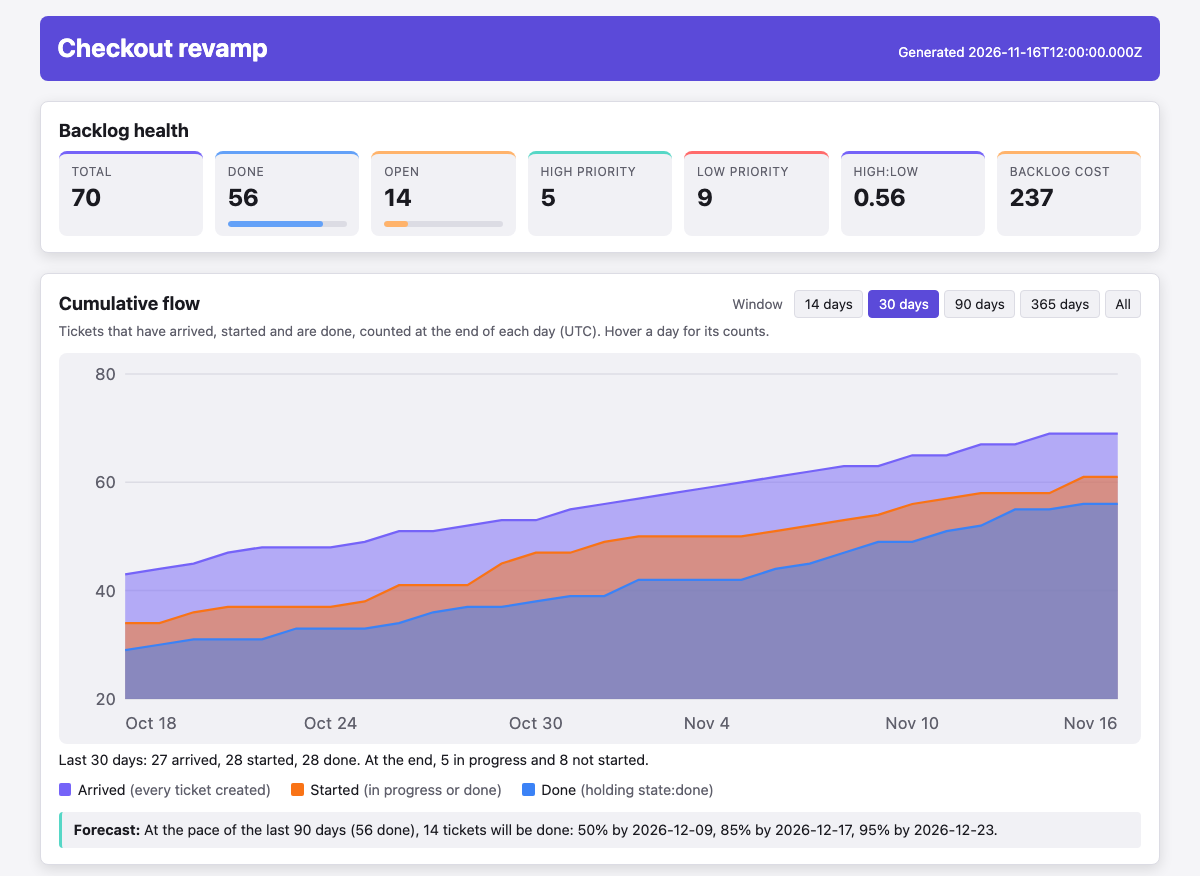 Checkout revamp
Generated 2026-11-16T12:00:00.000Z
Backlog health
TOTAL
70
DONE
56
OPEN
14
HIGH PRIORITY
5
LOW PRIORITY
9
HIGH:LOW
0.56
BACKLOG COST
237
Cumulative flow
Window 14 days 30 days 90 days 365 days All
Tickets that have arrived, started and are done, counted at the end of each day (UTC). Hover a day for its counts.
80
60
40
20
Oct 18 Oct 24 Oct 30 Nov 4 Nov 10 Nov 16
Last 30 days: 27 arrived, 28 started, 28 done. At the end, 5 in progress and 8 not started.
Arrived (every ticket created) Started (in progress or done) Done (holding state:done)
Forecast: At the pace of the last 90 days (56 done), 14 tickets will be done: 50% by 2026-12-09, 85% by 2026-12-17, 95% by 2026-12-23.